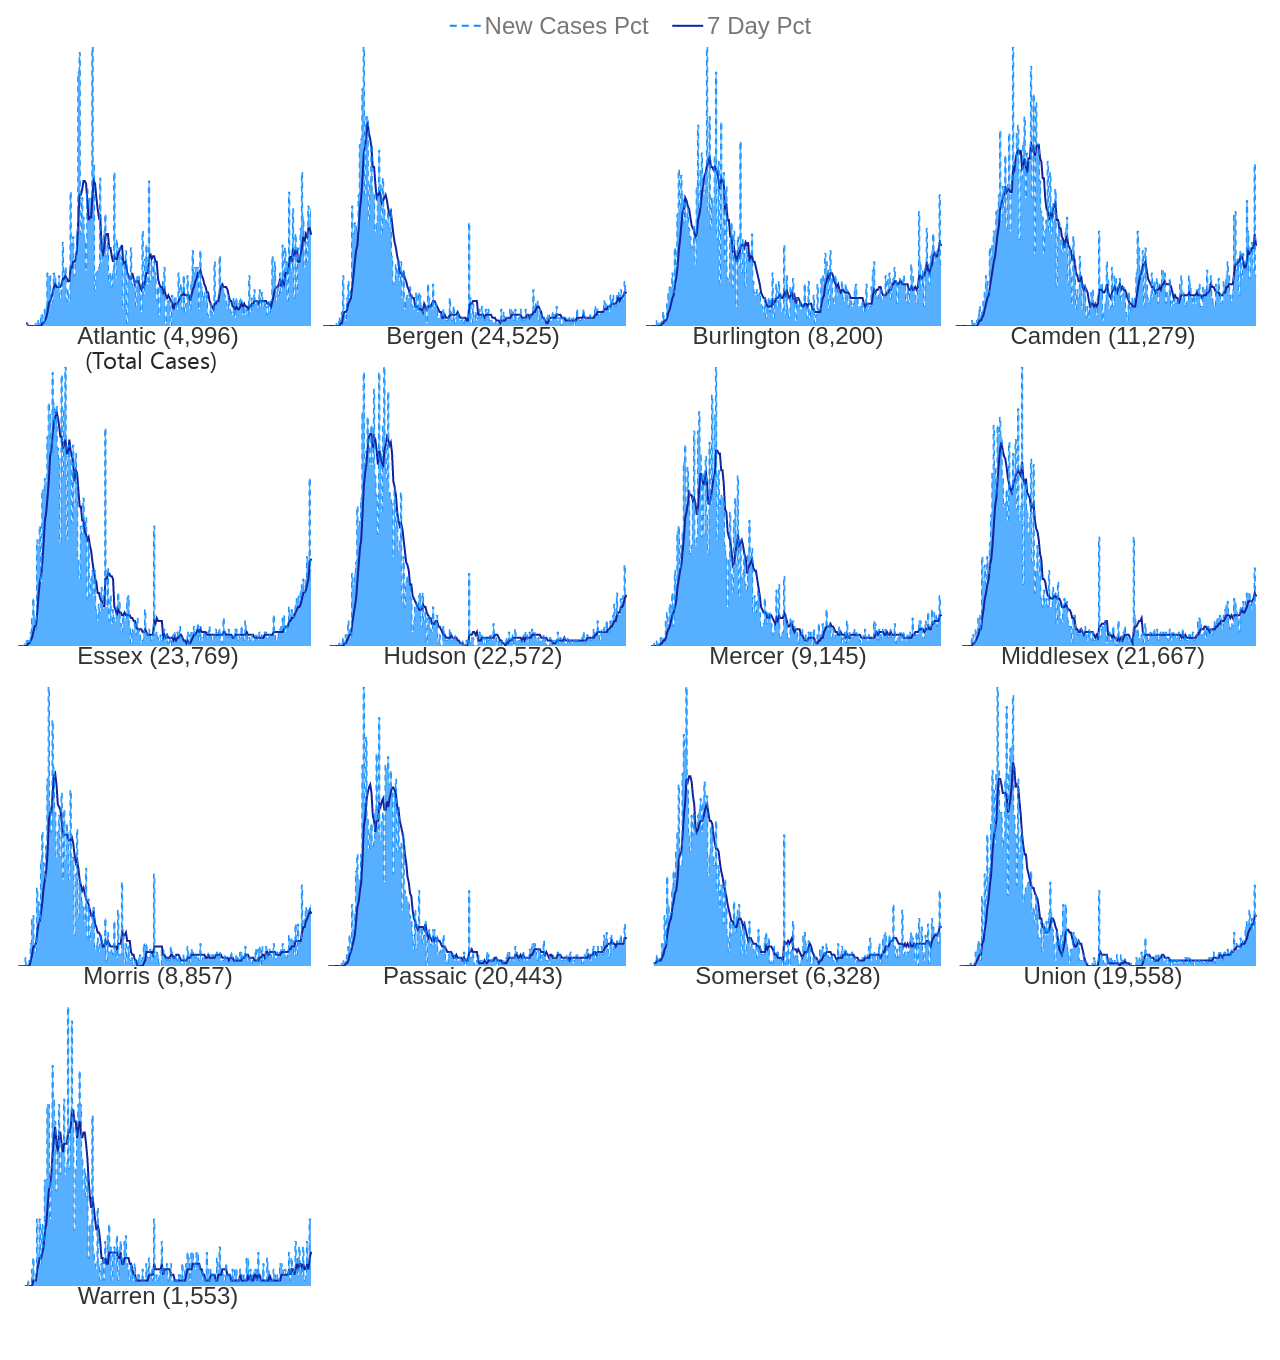 New Cases Pct 7 Day Pct
Atlantic (4,996) Bergen (24,525) Burlington (8,200) Camden (11,279)
(Total Cases)
Essex (23,769) Hudson (22,572) Mercer (9,145) Middlesex (21,667)
Morris (8,857) Passaic (20,443) Somerset (6,328) Union (19,558)
Warren (1,553)